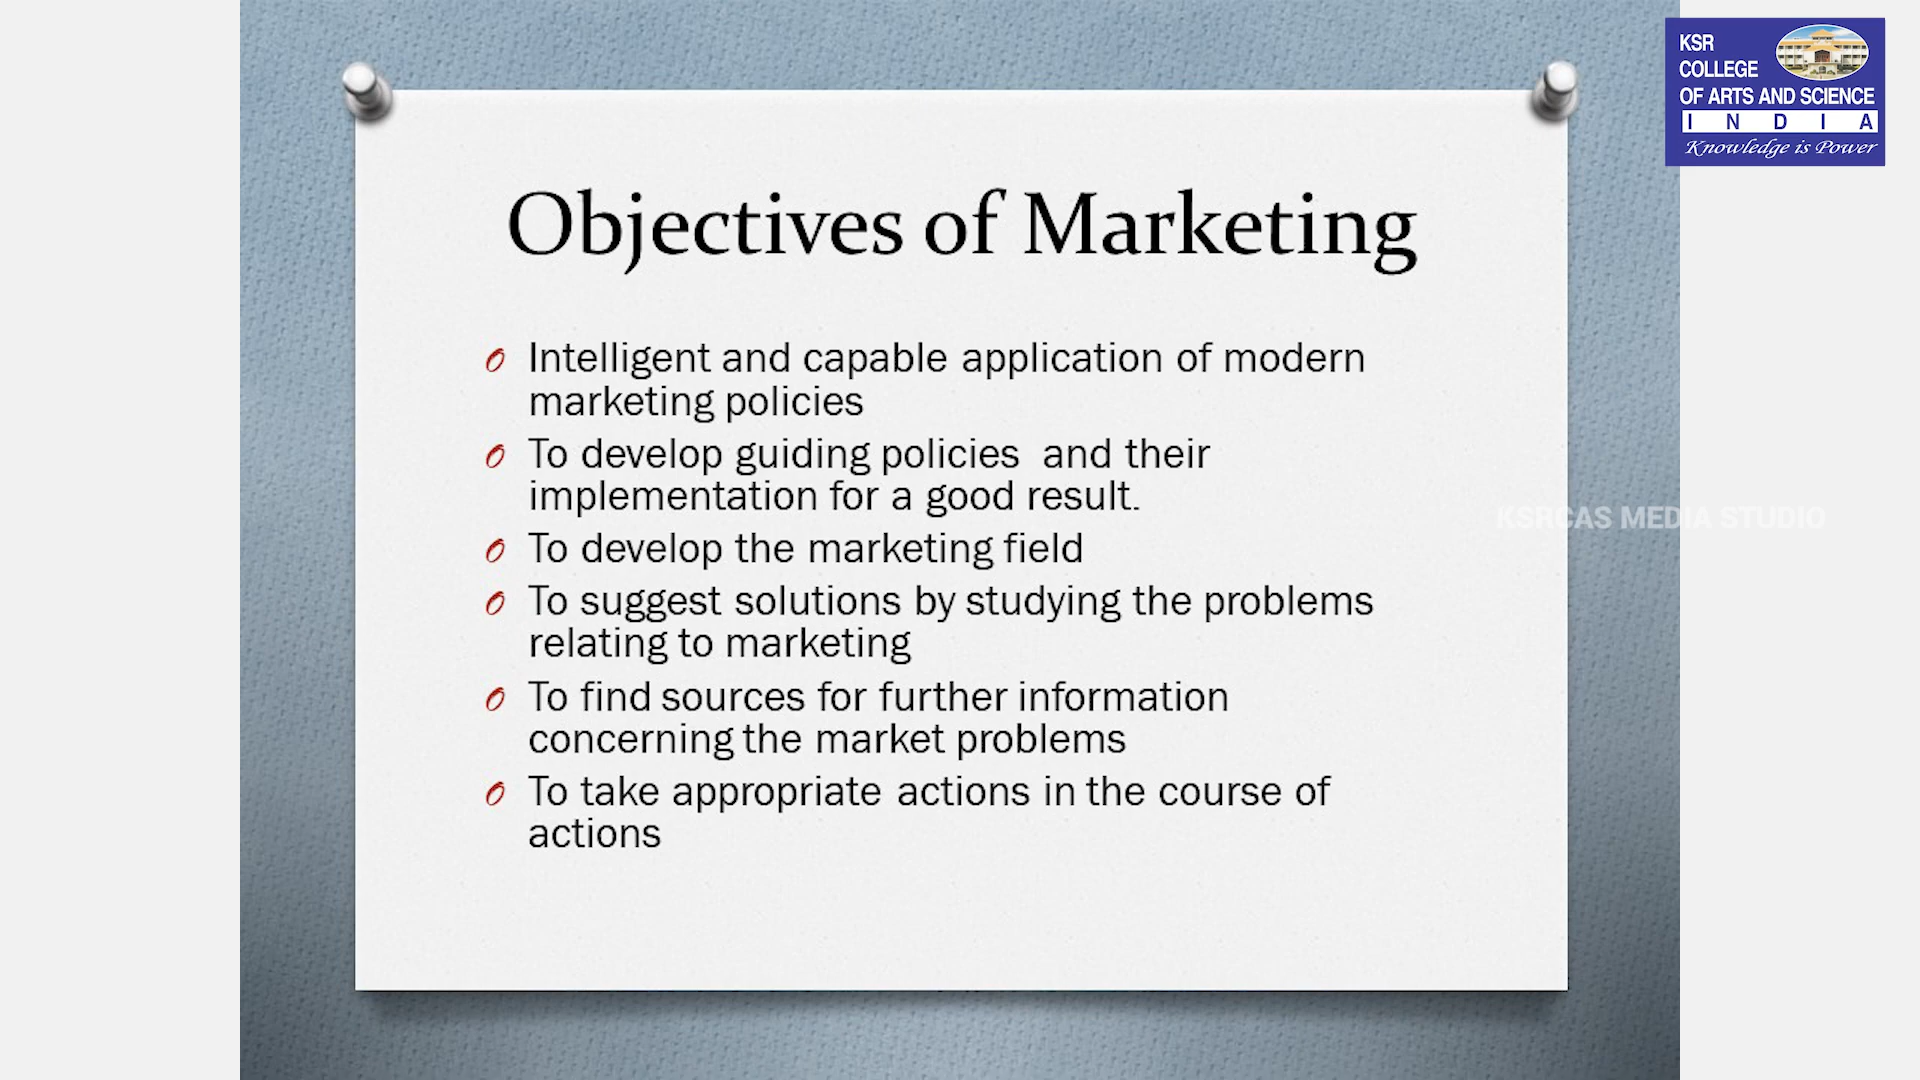 KSR
COLLEGE
OF ARTS AND SCIENCE
I N D I A
Knowledge is Power
Objectives of Marketing
Intelligent and capable application of modern
marketing policies
To develop guiding policies and their
implementation for a good result.
To develop the marketing field
To suggest solutions by studying the problems
relating to marketing
To find sources for further information
concerning the market problems
To take appropriate actions in the course of
actions
KSRCAS MEDIA STUDIO